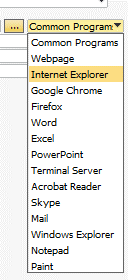 ... Common Program
Common Programs
Webpage
Internet Explorer
Google Chrome
Firefox
Word
Excel
PowerPoint
Terminal Server
Acrobat Reader
Skype
Mail
Windows Explorer
Notepad
Paint